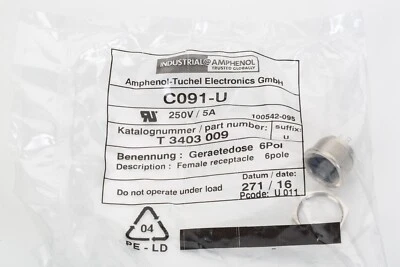 INDUSTRIAL AMPHENOL
TRUSTED GLOBALLY
Amphenol-Tuchel Electronics GmbH
C091-U
250V / 5A
100542-095
Katalognummer / part number:
suffix:
T 3403 009
U
Benennung : Geraetedose 6Pol
Description : Female receptacle 6pole
Datum / date:
Do not operate under load
271 / 16
Pcode: U 011
04
PE - LD